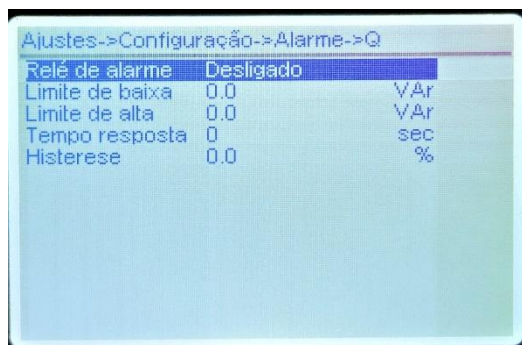 Ajustes->Configuração->Alarme->Q
Relé de alarme Desligado
Limite de baixa 0.0 VAr
Limite de alta 0.0 VAr
Tempo resposta 0 sec
Histerese 0.0 %